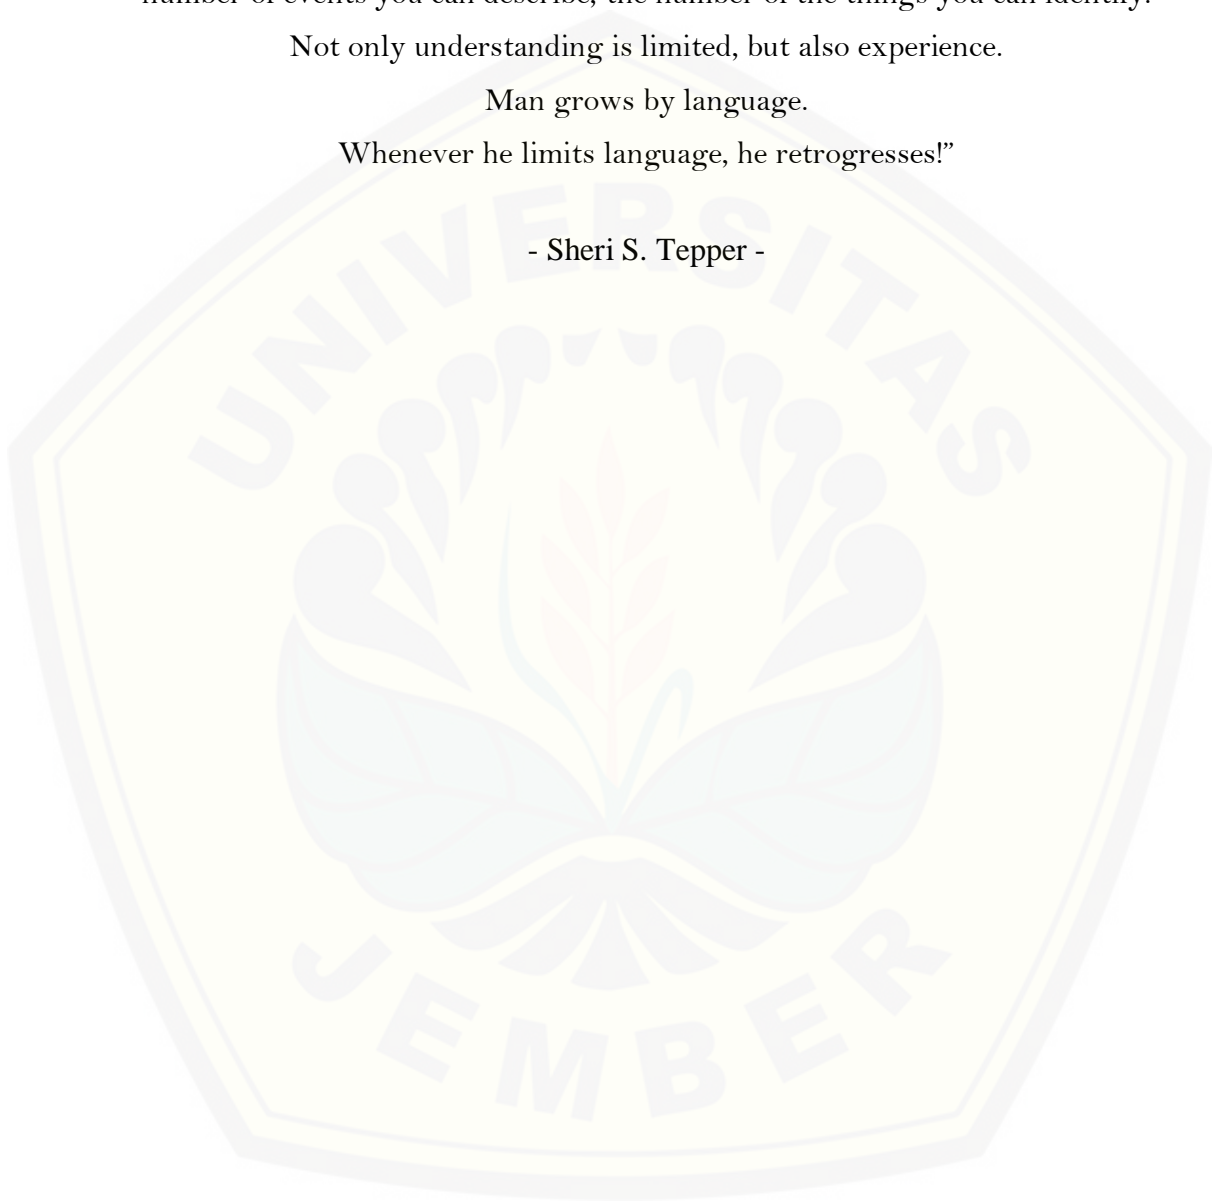 number of events you can describe, the number of the things you can identify.
Not only understanding is limited, but also experience.
Man grows by language.
Whenever he limits language, he retrogresses!”
- Sheri S. Tepper -
UNIVERSITAS
JEMBER